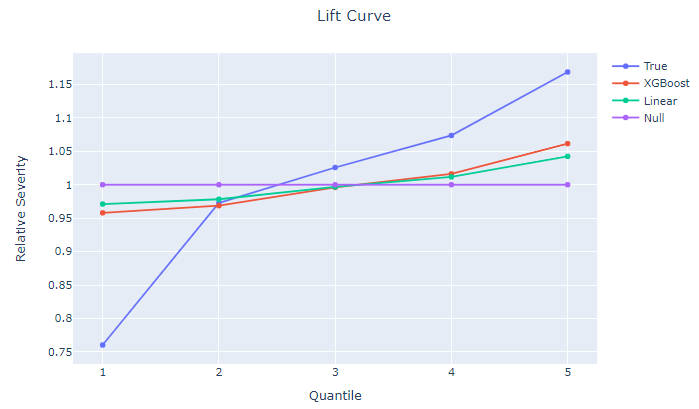 Lift Curve
Relative Severity
1.15
1.1
1.05
1
0.95
0.9
0.85
0.8
0.75
1 2 3 4 5
Quantile
True
XGBoost
Linear
Null